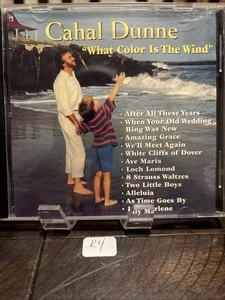 Cahal Dunne
"What Color Is The Wind"
· After All These Years
· When Your Old Wedding
Ring Was New
· Amazing Grace
· We'll Meet Again
· White Cliffs of Dover
· Ave Maria
· Loch Lomond
· 8 Strauss Waltzes
· Two Little Boys
· Alleluia
· As Time Goes By
R4